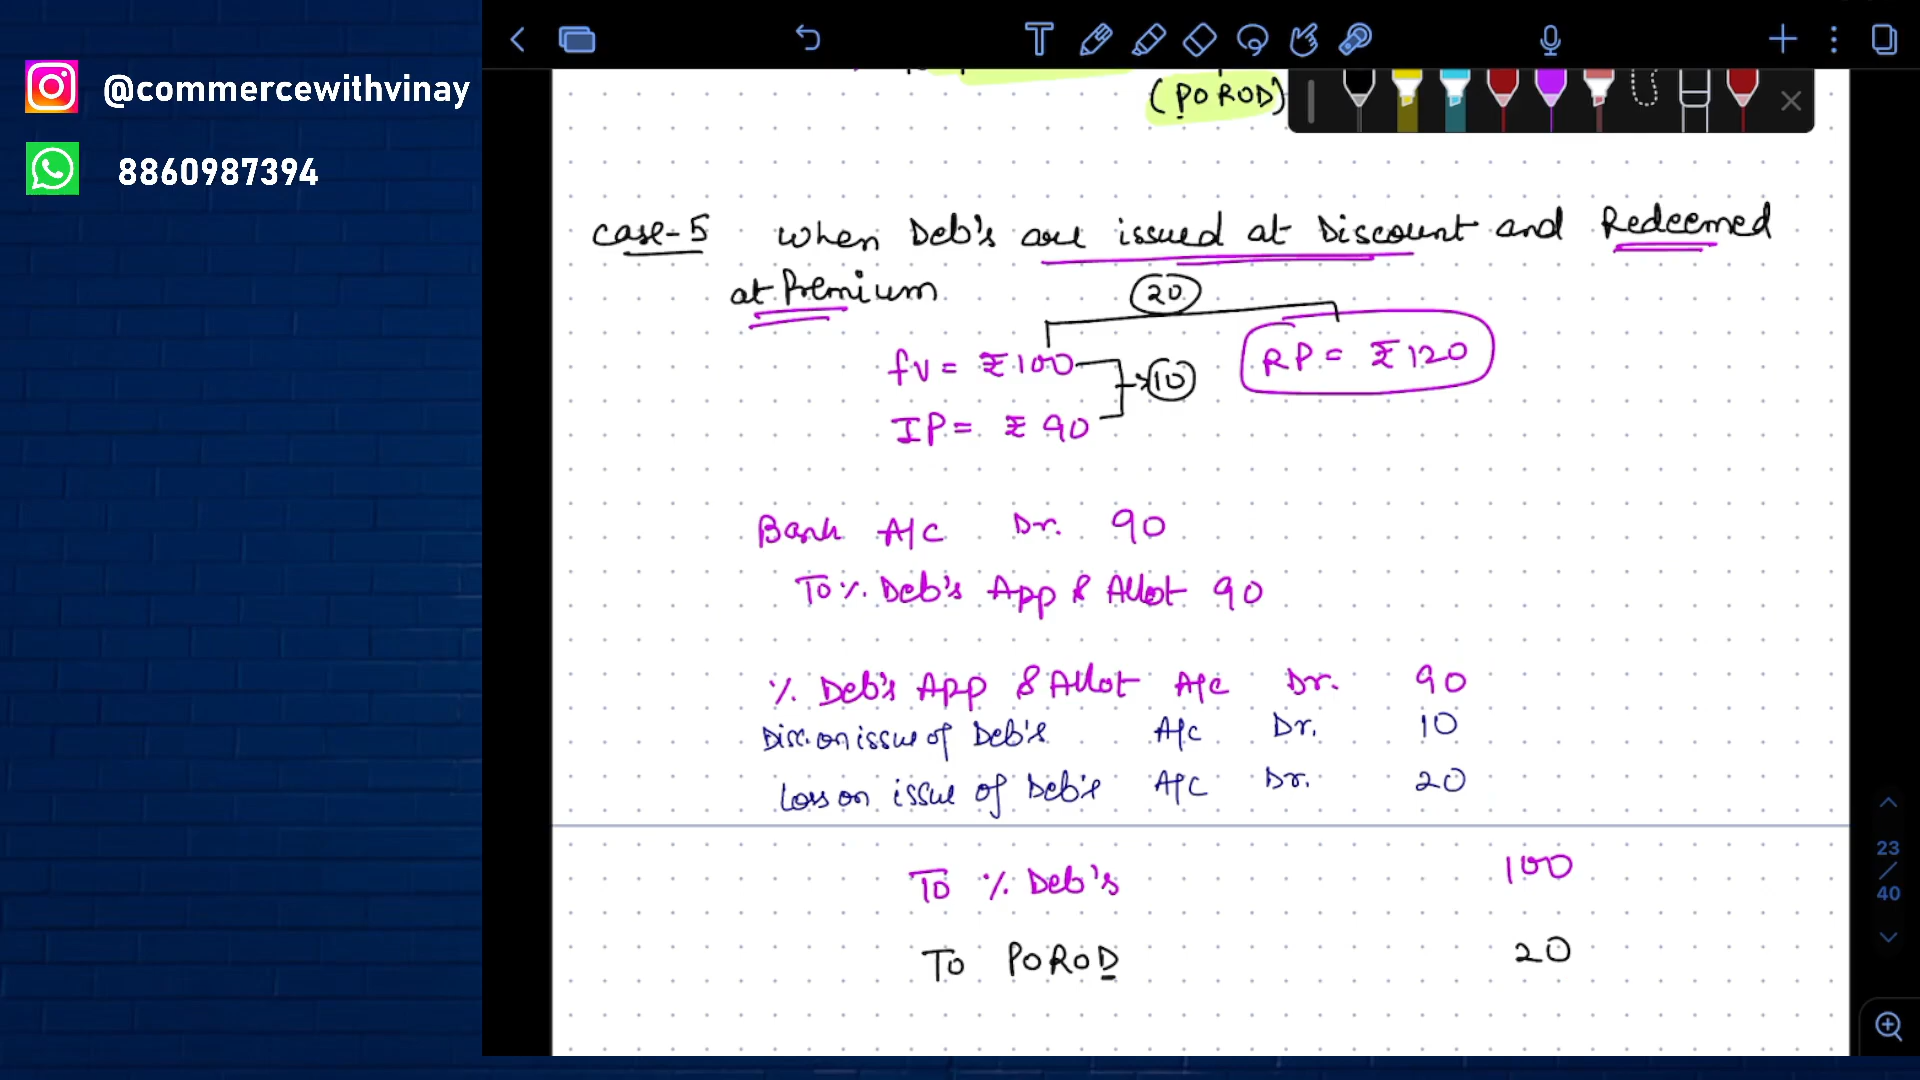 @commercewithvinay
8860987394
(POROD)
Case-5 When Deb's are issued at Discount and Redeemed
at Premium
20
fv = ₹100
10
RP = ₹120
IP = ₹ 90
Bank A/c Dr. 90
To % Deb's App & Allot 90
% Deb's App & Allot A/c Dr. 90
Disc. on issue of Deb's A/c Dr. 10
Loss on issue of Deb's A/c Dr. 20
To % Deb's 100
To POROD 20
23
/
40